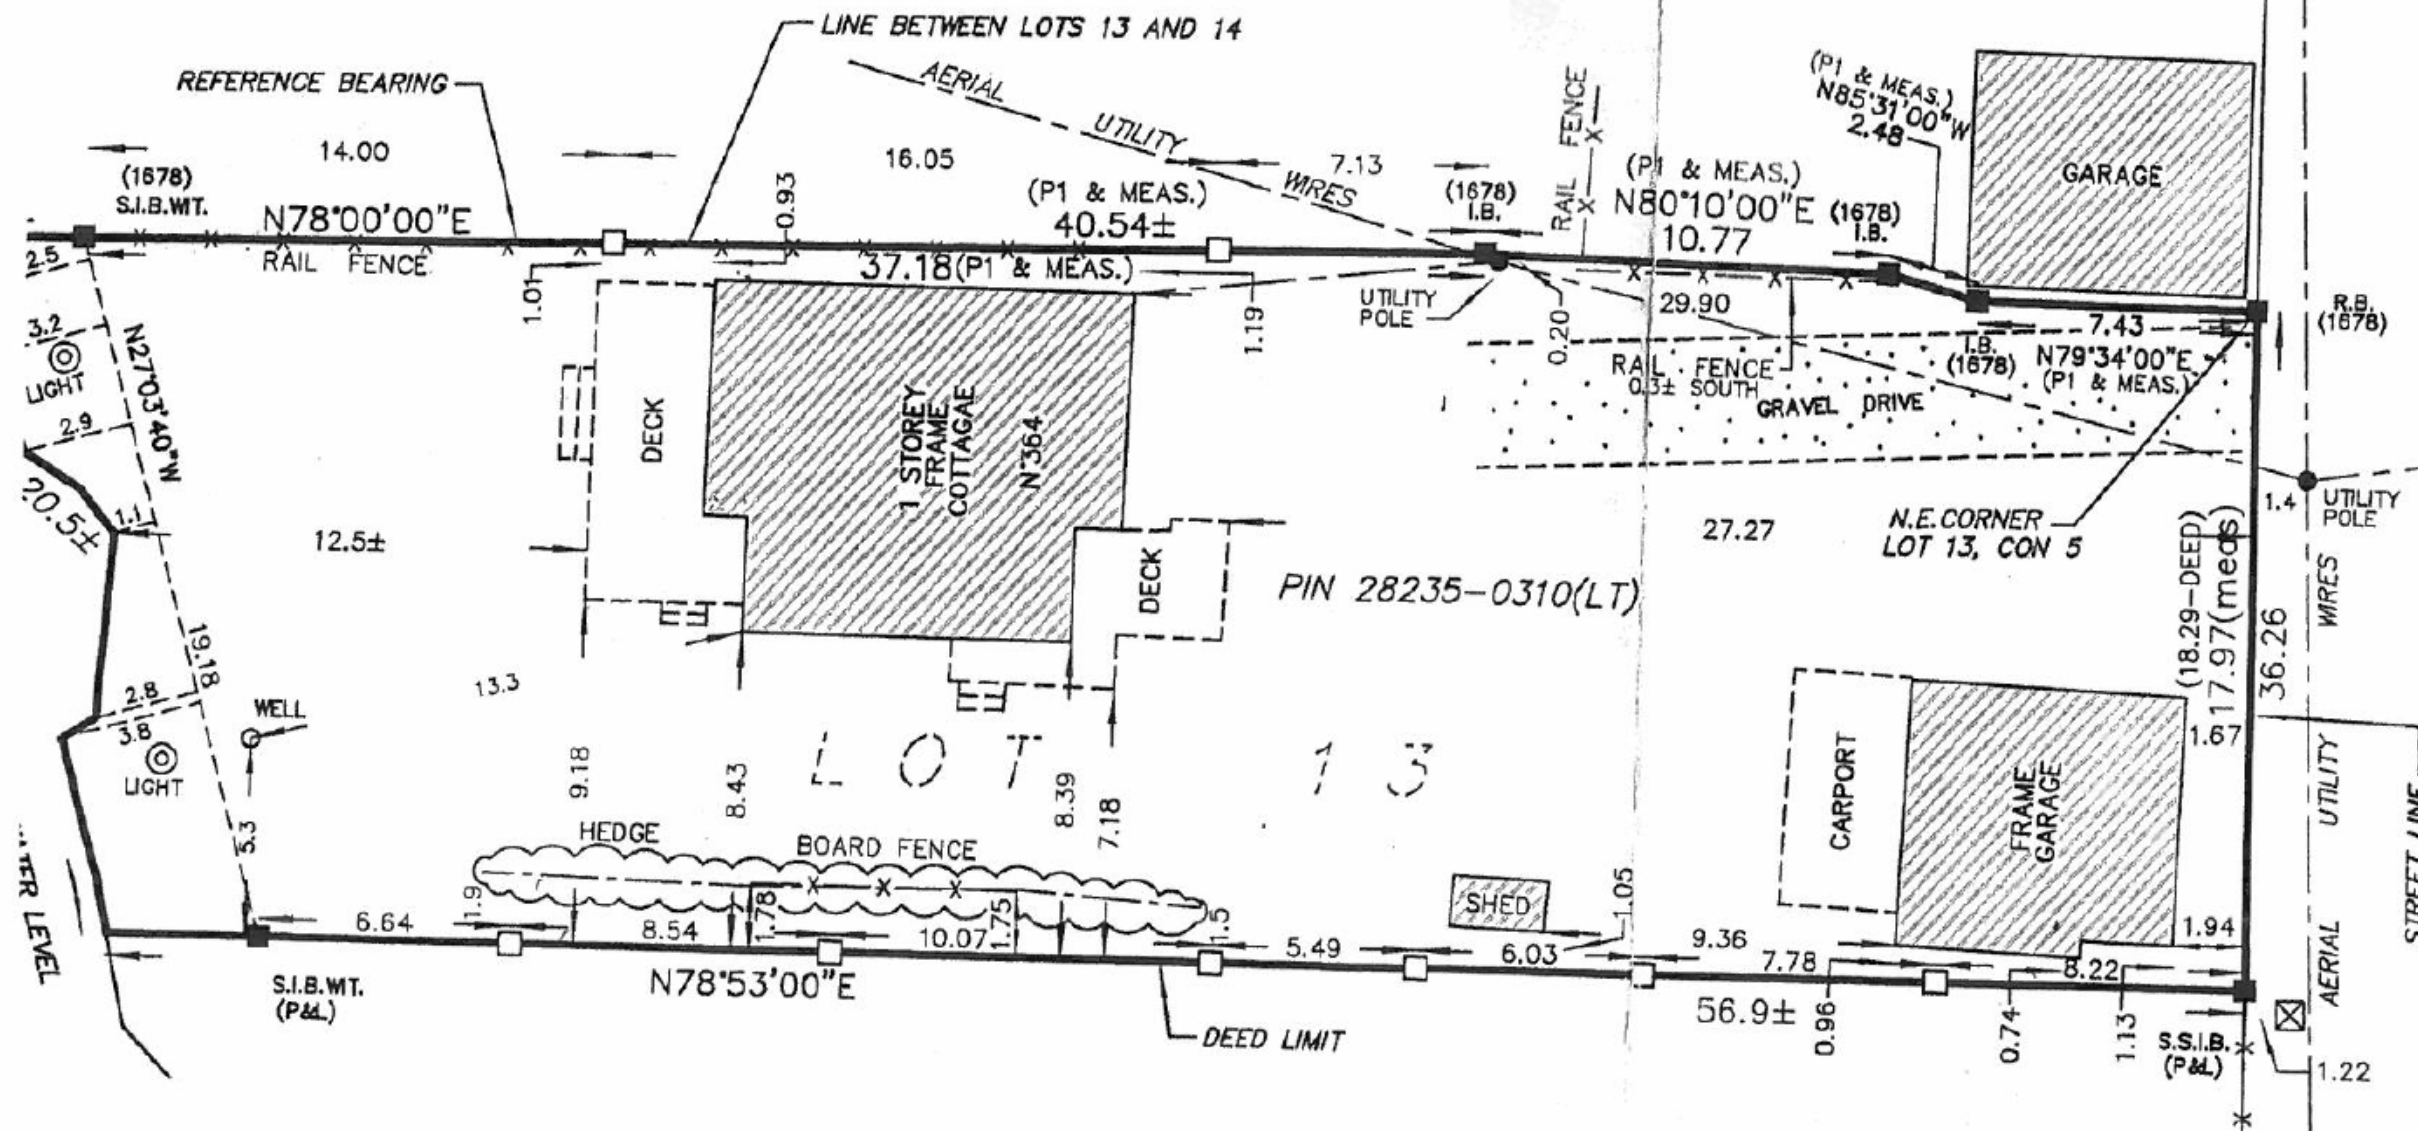 LINE BETWEEN LOTS 13 AND 14
REFERENCE BEARING
AERIAL
UTILITY
WIRES
RAIL FENCE
(P1 & MEAS.)
N85°31'00"W
2.48
GARAGE
14.00
16.05
7.13
(1678)
S.I.B.WIT.
N78°00'00"E
0.93
(P1 & MEAS.)
40.54±
(1678)
I.B.
(P1 & MEAS.)
N80°10'00"E
10.77
(1678)
I.B.
2.5
RAIL FENCE
1.01
37.18(P1 & MEAS.)
1.19
UTILITY
POLE
0.20
29.90
7.43
R.B.
(1678)
3.2
LIGHT
N27°03'40"W
RAIL FENCE
0.3± SOUTH
I.B.
(1678)
N79°34'00"E
(P1 & MEAS.)
GRAVEL DRIVE
2.9
DECK
1 STOREY
FRAME
COTTAGAE
N°364
20.5±
1.1
12.5±
27.27
N.E.CORNER
LOT 13, CON 5
1.4
UTILITY
POLE
DECK
PIN 28235-0310(LT)
(18.29-DEED)
17.97(meas)
36.26
WIRES
UTILITY
AERIAL
19.18
13.3
2.8
3.8
WELL
LIGHT
5.3
9.18
8.43
LOT 13
8.39
7.18
CARPORT
FRAME
GARAGE
1.67
STREET LINE
HEDGE
BOARD FENCE
1.9
1.78
1.75
1.5
SHED
1.05
6.64
8.54
10.07
5.49
6.03
9.36
7.78
8.22
1.94
LEVEL
S.I.B.WIT.
(P&L)
N78°53'00"E
DEED LIMIT
56.9±
0.96
0.74
1.13
S.S.I.B.
(P&L)
1.22